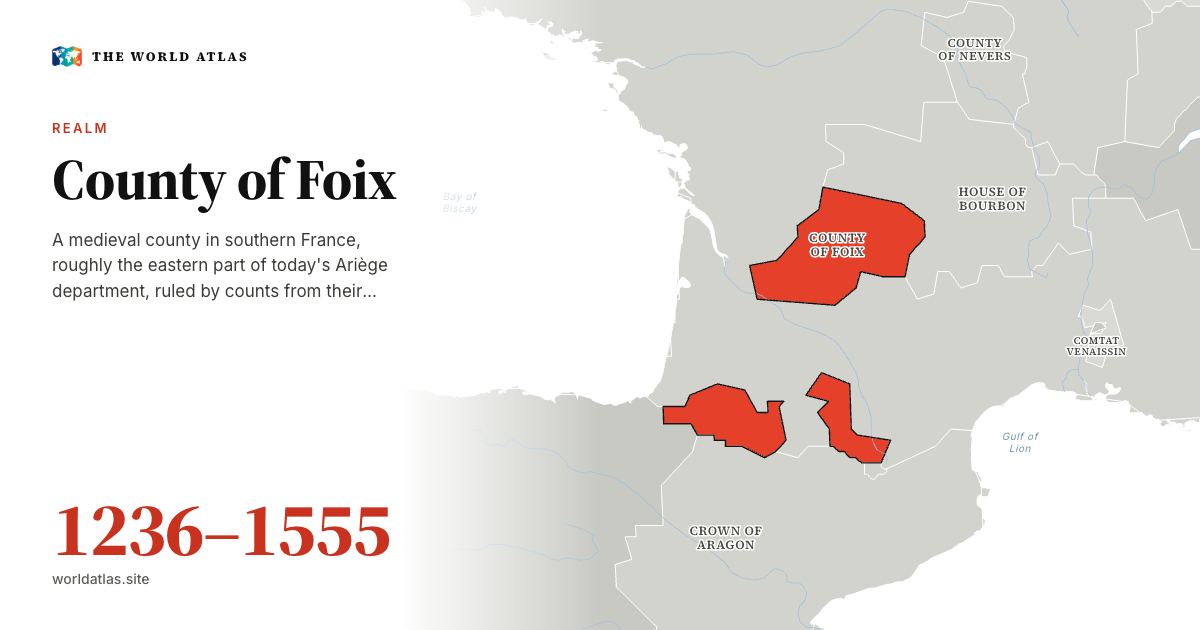 THE WORLD ATLAS
REALM
County of Foix
A medieval county in southern France,
roughly the eastern part of today's Ariège
department, ruled by counts from their...
1236–1555
worldatlas.site
Bay of
Biscay
COUNTY
OF NEVERS
HOUSE OF
BOURBON
COUNTY
OF FOIX
COMTAT
VENAISSIN
Gulf of
Lion
CROWN OF
ARAGON